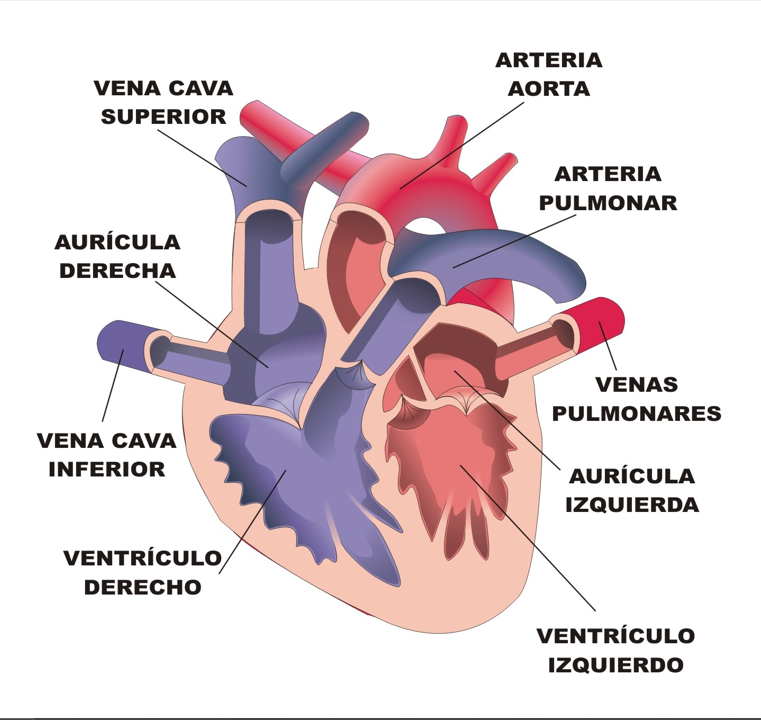 VENA CAVA
SUPERIOR
ARTERIA
AORTA
ARTERIA
PULMONAR
AURÍCULA
DERECHA
VENAS
PULMONARES
VENA CAVA
INFERIOR
AURÍCULA
IZQUIERDA
VENTRÍCULO
DERECHO
VENTRÍCULO
IZQUIERDO